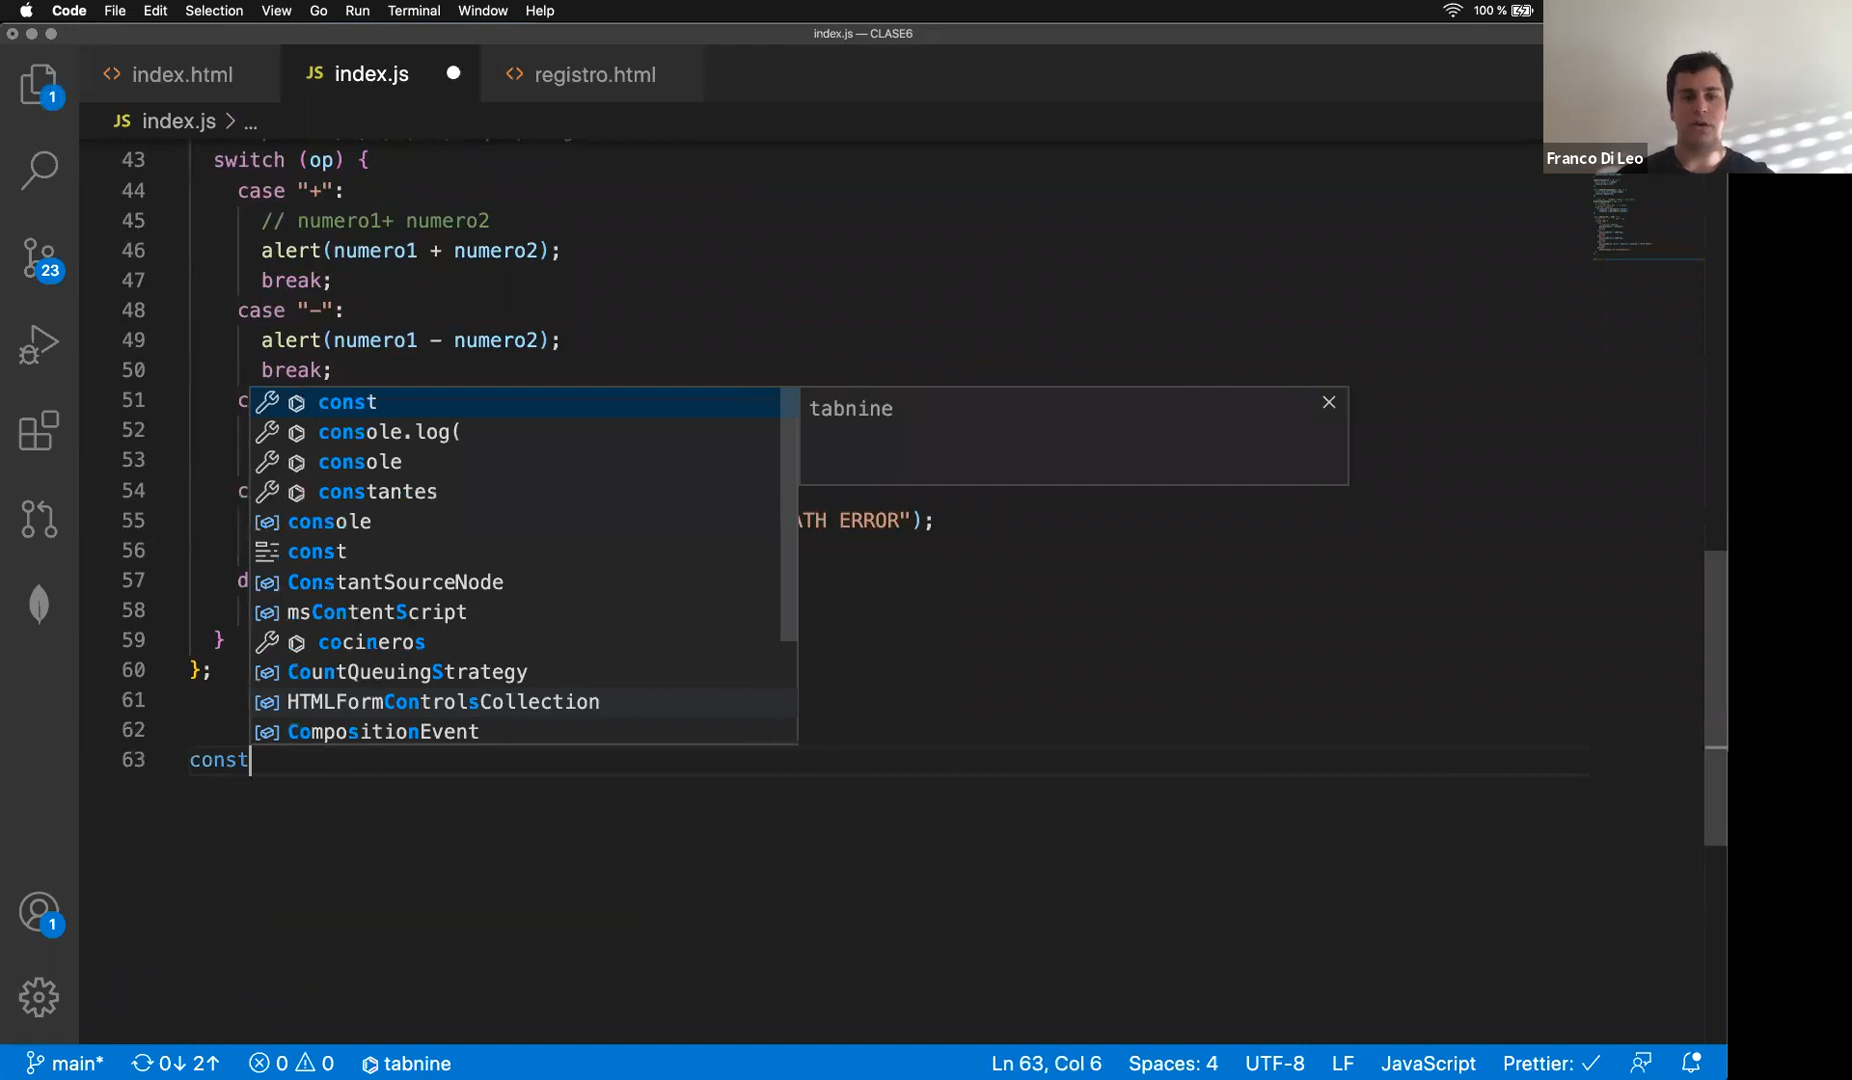 Code File Edit Selection View Go Run Terminal Window Help 100 %
index.js — CLASE6
index.html JS index.js registro.html
JS index.js > ...
Franco Di Leo
43 switch (op) {
44 case "+":
45 // numero1+ numero2
46 alert(numero1 + numero2);
47 break;
48 case "-":
49 alert(numero1 - numero2);
50 break;
51 c
52
53
54 c
55 ATH ERROR");
56
57 d
58
59 }
60 };
61
62
63 const
const
console.log(
console
constantes
console
const
ConstantSourceNode
msContentScript
cocineros
CountQueuingStrategy
HTMLFormControlsCollection
CompositionEvent
tabnine
1
23
1
main* 0↓ 2↑ 0 0 tabnine Ln 63, Col 6 Spaces: 4 UTF-8 LF JavaScript Prettier: ✓